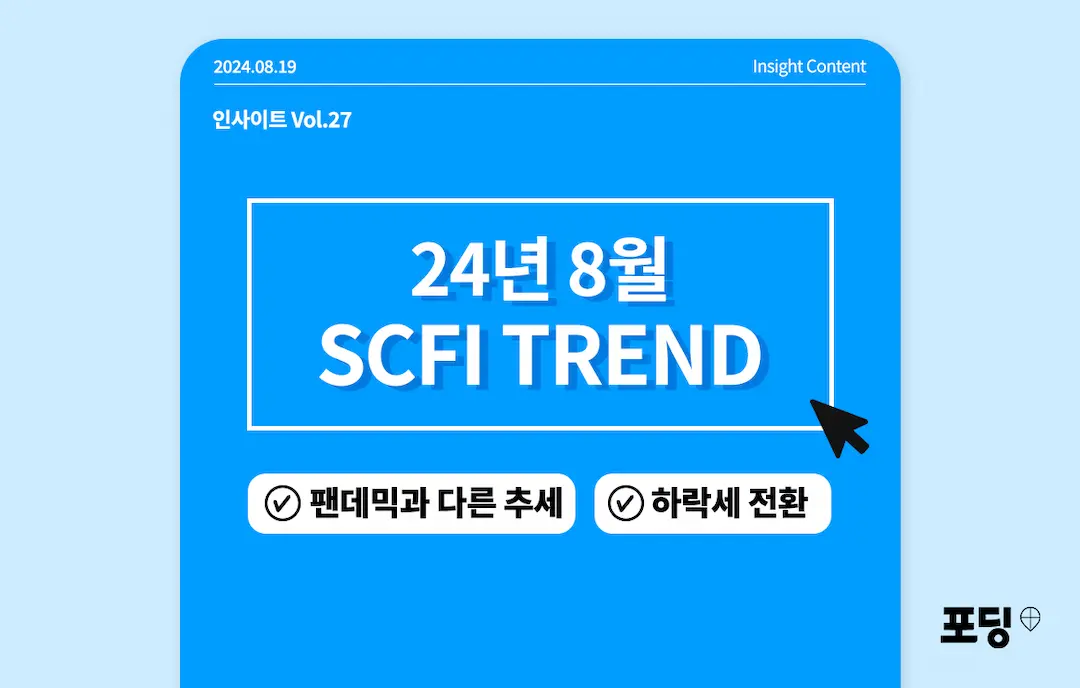 2024.08.19
Insight Content
인사이트 Vol.27
24년 8월
SCFI TREND
팬데믹과 다른 추세
하락세 전환
포딩